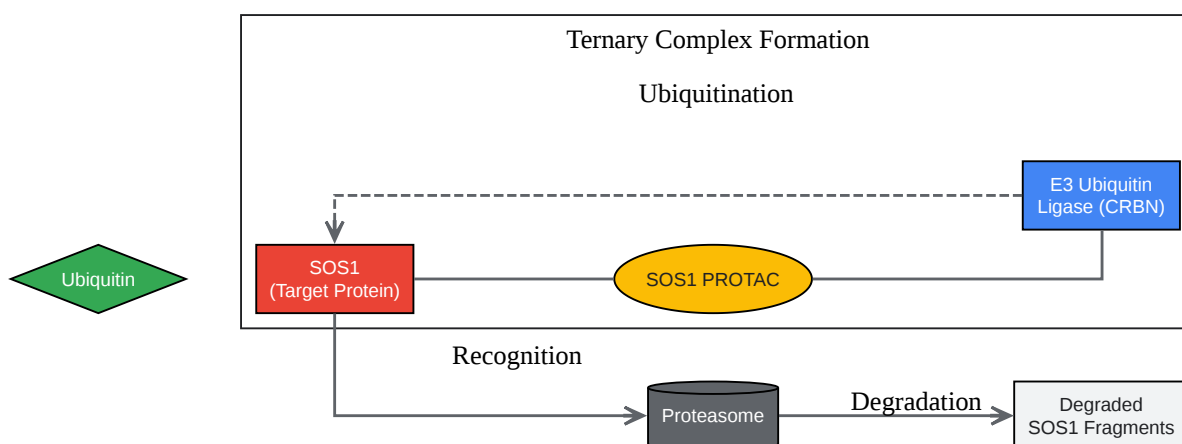 Ternary Complex Formation
Ubiquitination
E3 Ubiquitin
Ligase (CRBN)
Ubiquitin
SOS1
(Target Protein)
SOS1 PROTAC
Recognition
Proteasome
Degradation
Degraded
SOS1 Fragments